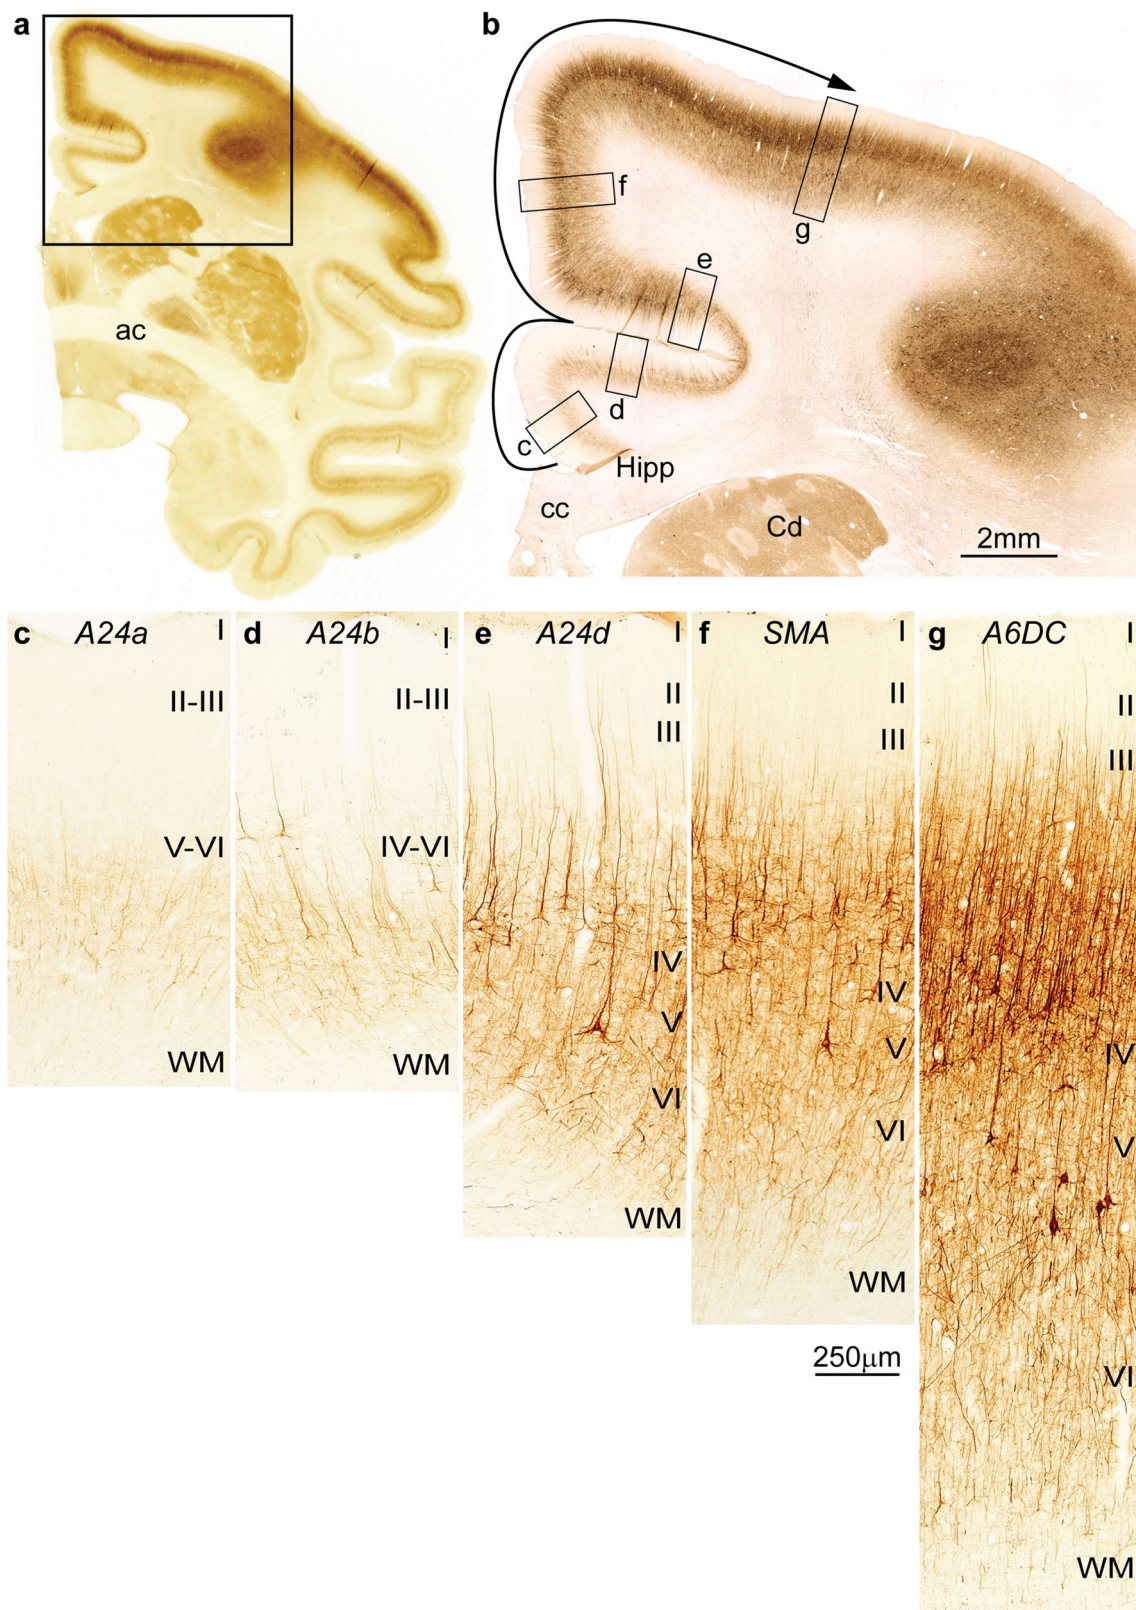 a
ac
b
f
g
e
d
c
Hipp
cc
Cd
2mm
c A24a I
II-III
V-VI
WM
d A24b I
II-III
IV-VI
WM
e A24d I
II
III
IV
V
VI
WM
f SMA I
II
III
IV
V
VI
WM
250μm
g A6DC I
II
III
IV
V
VI
WM